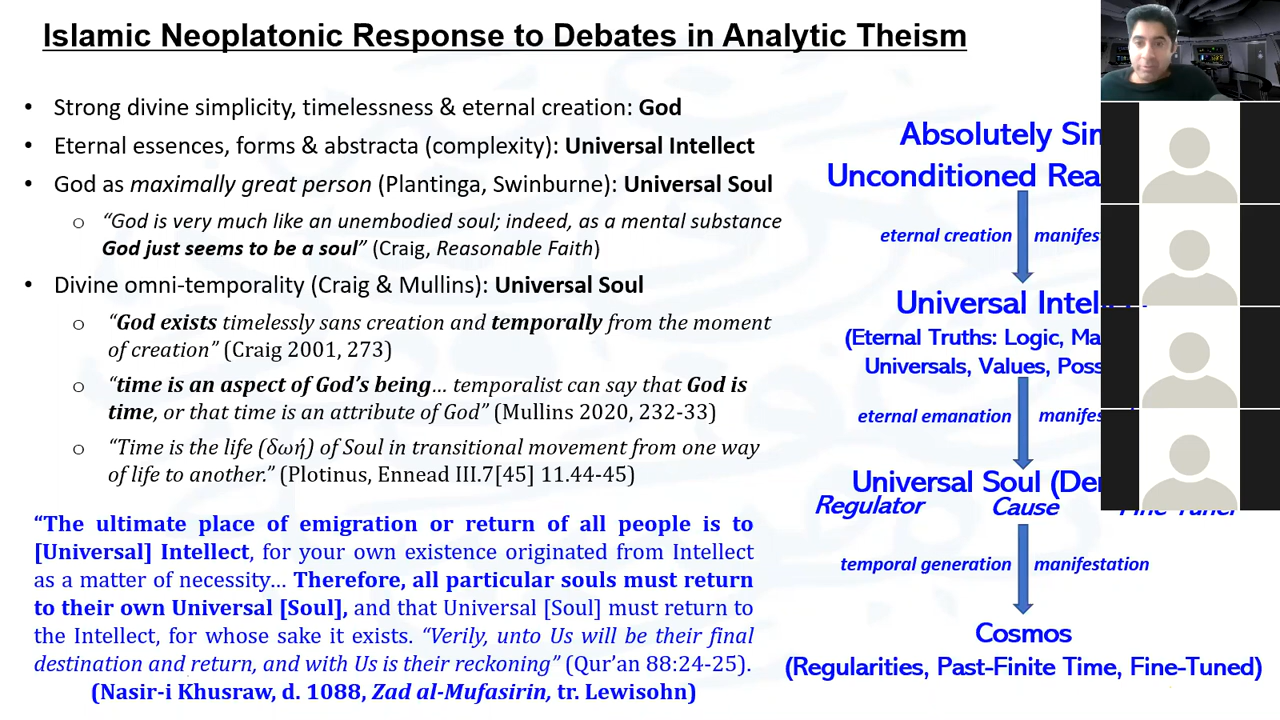 Islamic Neoplatonic Response to Debates in Analytic Theism
• Strong divine simplicity, timelessness & eternal creation: God
• Eternal essences, forms & abstracta (complexity): Universal Intellect
• God as maximally great person (Plantinga, Swinburne): Universal Soul
o “God is very much like an unembodied soul; indeed, as a mental substance
God just seems to be a soul” (Craig, Reasonable Faith)
• Divine omni-temporality (Craig & Mullins): Universal Soul
o “God exists timelessly sans creation and temporally from the moment
of creation” (Craig 2001, 273)
o “time is an aspect of God’s being… temporalist can say that God is
time, or that time is an attribute of God” (Mullins 2020, 232-33)
o “Time is the life (δωή) of Soul in transitional movement from one way
of life to another.” (Plotinus, Ennead III.7[45] 11.44-45)
“The ultimate place of emigration or return of all people is to
[Universal] Intellect, for your own existence originated from Intellect
as a matter of necessity… Therefore, all particular souls must return
to their own Universal [Soul], and that Universal [Soul] must return to
the Intellect, for whose sake it exists. “Verily, unto Us will be their final
destination and return, and with Us is their reckoning” (Qur’an 88:24-25).
(Nasir-i Khusraw, d. 1088, Zad al-Mufasirin, tr. Lewisohn)
Absolutely
Unconditioned
eternal creation
Universal
(Eternal Truths: Logic,
Universals, Values,
eternal emanation
Universal Soul
Regulator Cause
temporal generation manifestation
Cosmos
(Regularities, Past-Finite Time, Fine-Tuned)